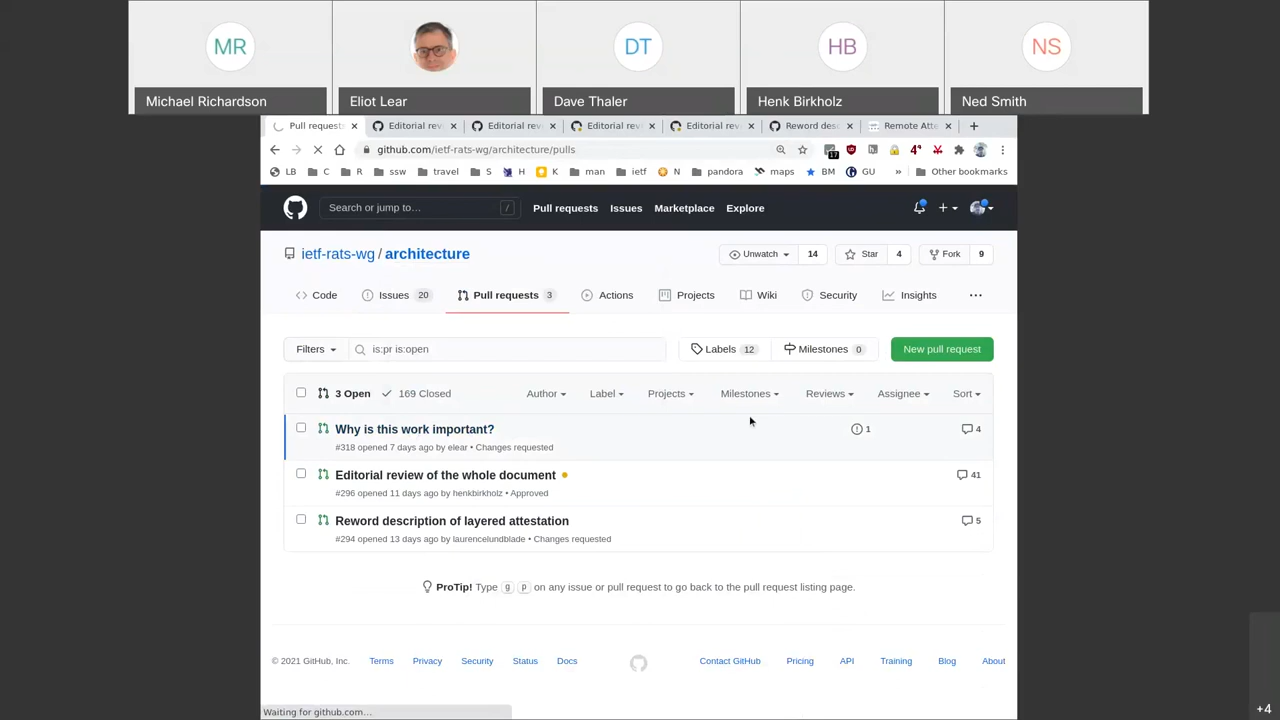 MR
DT
HB
NS
Michael Richardson
Eliot Lear
Dave Thaler
Henk Birkholz
Ned Smith
Pull requests
Editorial rev
Editorial rev
Editorial rev
Editorial rev
Reword desc
Remote Atte
github.com/ietf-rats-wg/architecture/pulls
17
4°
LB C R ssw travel S H K man ietf N pandora maps BM GU » Other bookmarks
Search or jump to… /
Pull requests Issues Marketplace Explore
ietf-rats-wg / architecture
Unwatch 14 Star 4 Fork 9
Code Issues 20 Pull requests 3 Actions Projects Wiki Security Insights
Filters is:pr is:open Labels 12 Milestones 0 New pull request
3 Open 169 Closed Author Label Projects Milestones Reviews Assignee Sort
Why is this work important? 1 4
#318 opened 7 days ago by elear • Changes requested
Editorial review of the whole document 41
#296 opened 11 days ago by henkbirkholz • Approved
Reword description of layered attestation 5
#294 opened 13 days ago by laurencelundblade • Changes requested
ProTip! Type g p on any issue or pull request to go back to the pull request listing page.
© 2021 GitHub, Inc. Terms Privacy Security Status Docs Contact GitHub Pricing API Training Blog About
Waiting for github.com…
+4